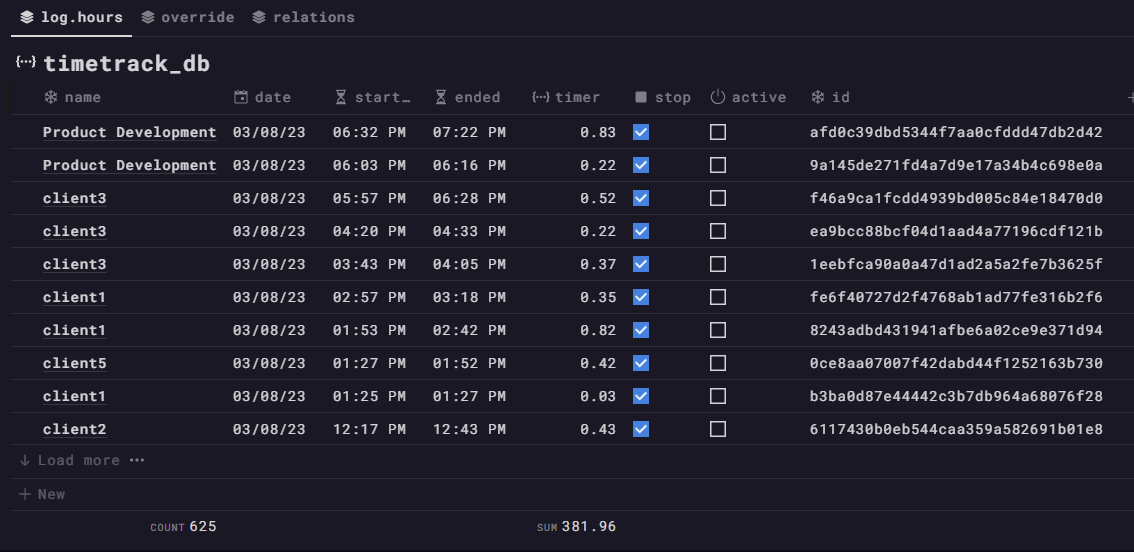 log.hours override relations
{···} timetrack_db
name date start… ended {···} timer stop active id
Product Development 03/08/23 06:32 PM 07:22 PM 0.83 afd0c39dbd5344f7aa0cfddd47db2d42
Product Development 03/08/23 06:03 PM 06:16 PM 0.22 9a145de271fd4a7d9e17a34b4c698e0a
client3 03/08/23 05:57 PM 06:28 PM 0.52 f46a9ca1fcdd4939bd005c84e18470d0
client3 03/08/23 04:20 PM 04:33 PM 0.22 ea9bcc88bcf04d1aad4a77196cdf121b
client3 03/08/23 03:43 PM 04:05 PM 0.37 1eebfca90a0a47d1ad2a5a2fe7b3625f
client1 03/08/23 02:57 PM 03:18 PM 0.35 fe6f40727d2f4768ab1ad77fe316b2f6
client1 03/08/23 01:53 PM 02:42 PM 0.82 8243adbd431941afbe6a02ce9e371d94
client5 03/08/23 01:27 PM 01:52 PM 0.42 0ce8aa07007f42dabd44f1252163b730
client1 03/08/23 01:25 PM 01:27 PM 0.03 b3ba0d87e44442c3b7db964a68076f28
client2 03/08/23 12:17 PM 12:43 PM 0.43 6117430b0eb544caa359a582691b01e8
Load more ···
+ New
COUNT 625 SUM 381.96